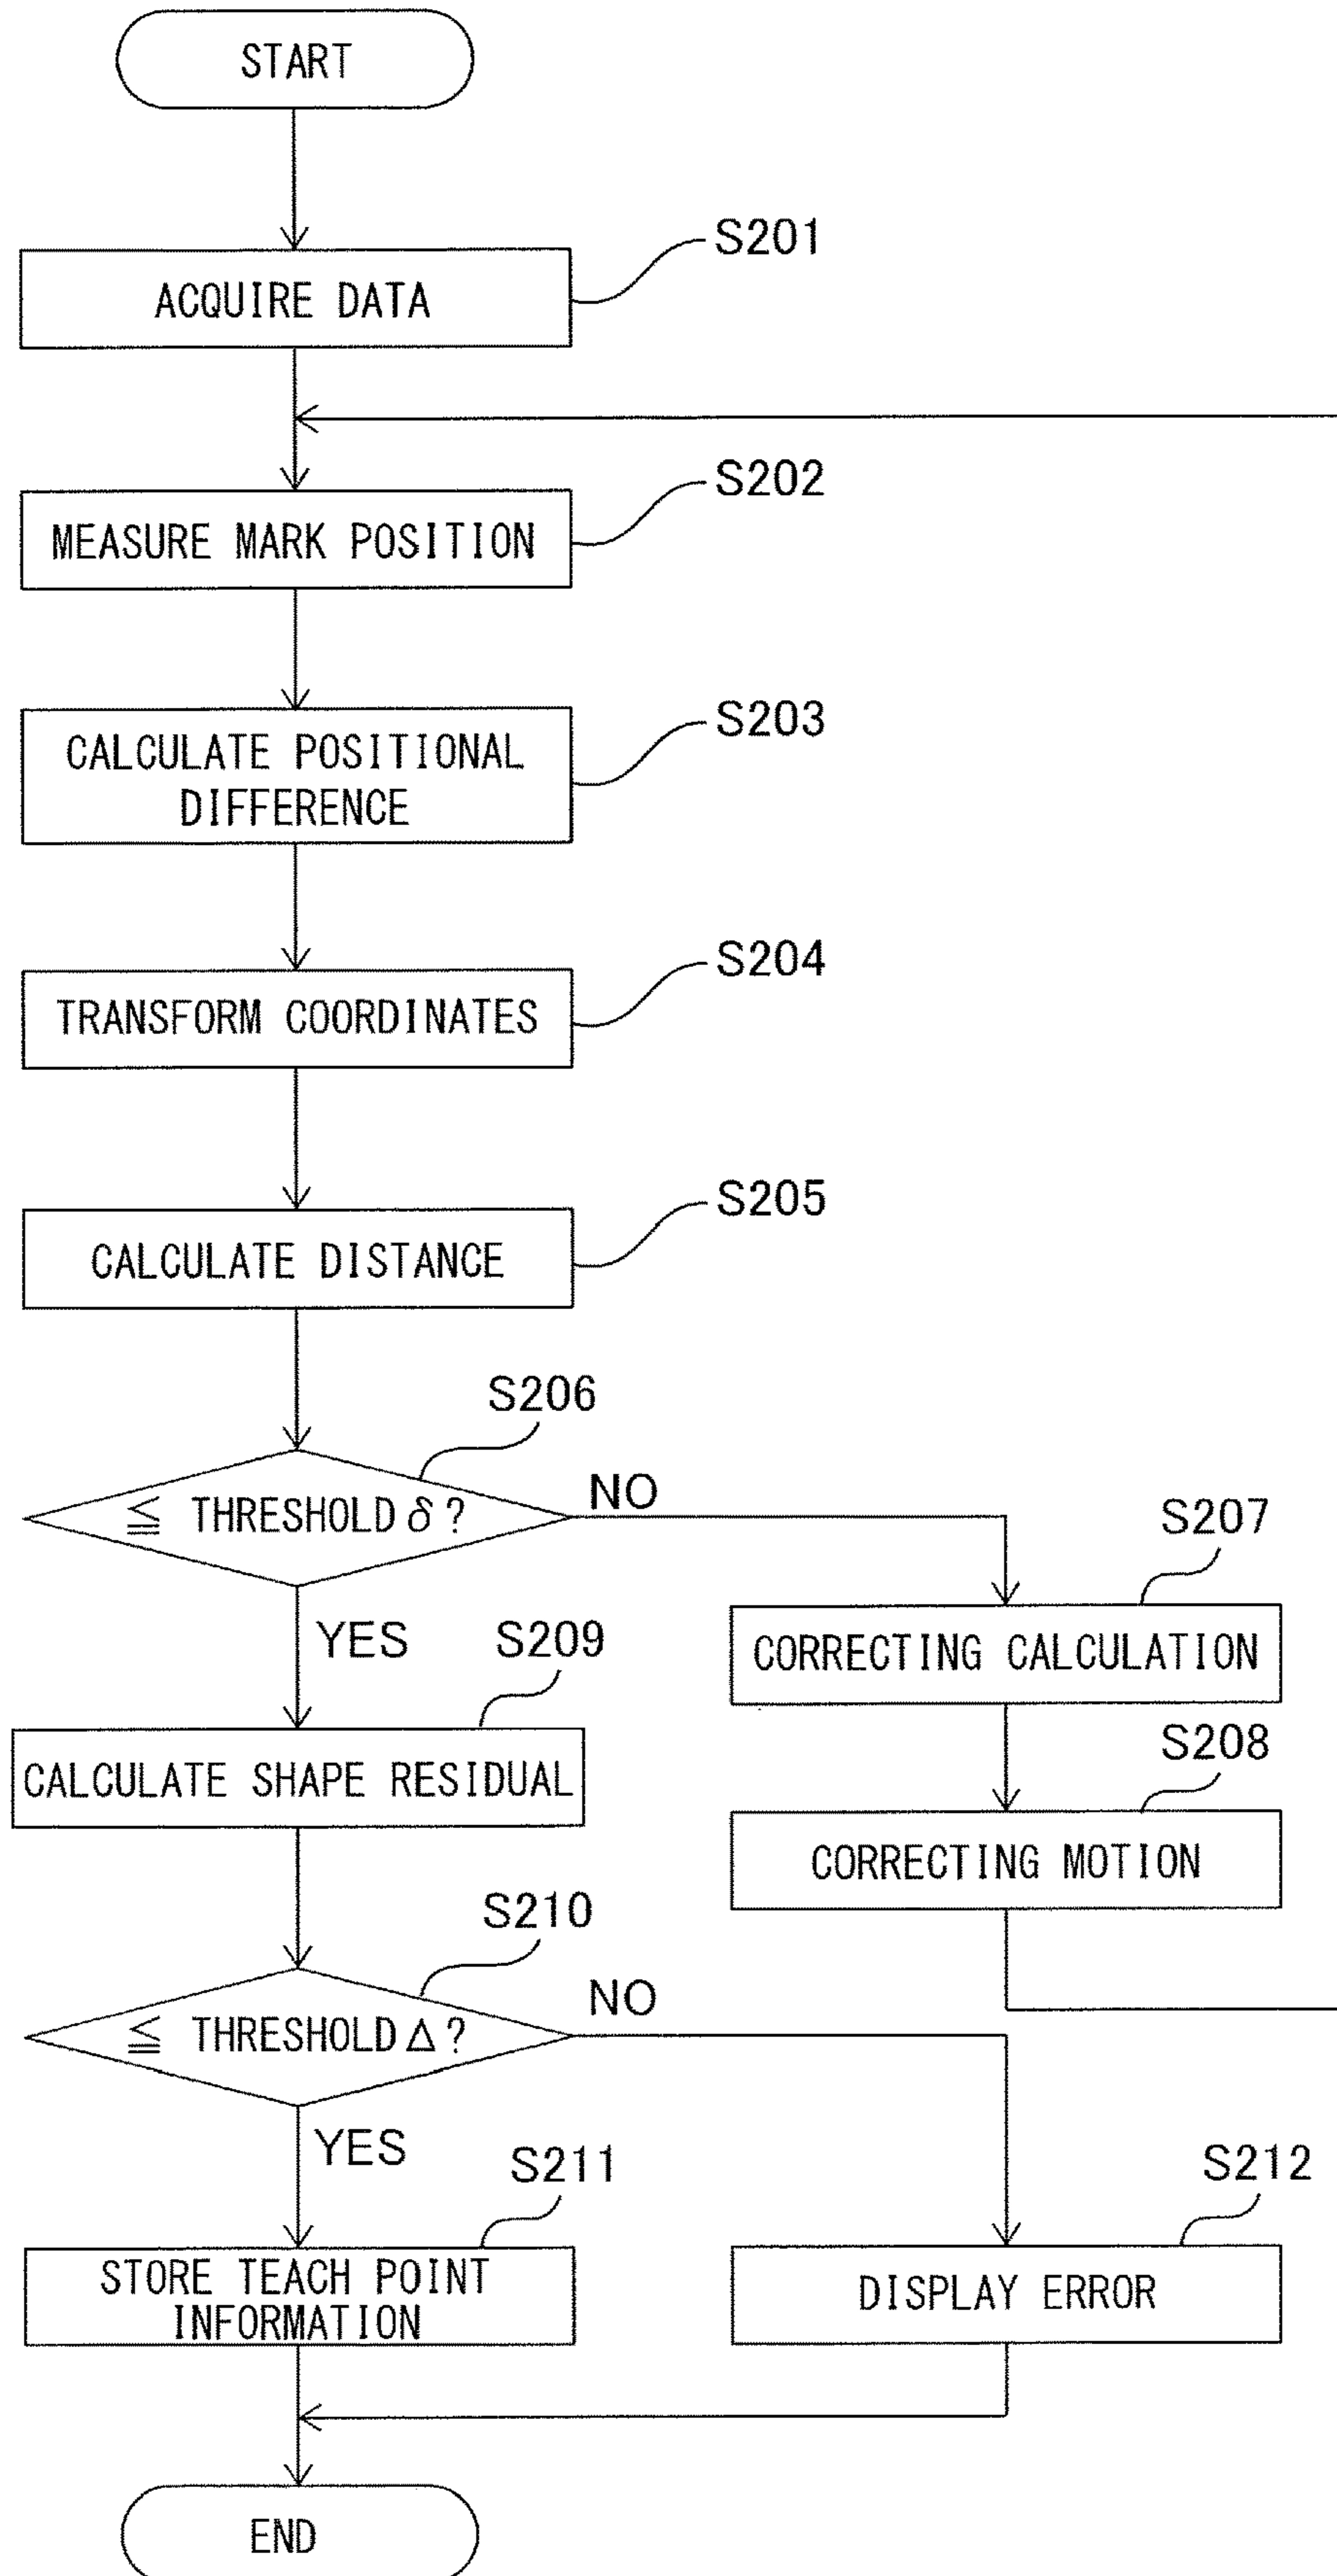 START
S201
ACQUIRE DATA
S202
MEASURE MARK POSITION
S203
CALCULATE POSITIONAL
DIFFERENCE
S204
TRANSFORM COORDINATES
S205
CALCULATE DISTANCE
S206
≦ THRESHOLD δ?
NO
S207
CORRECTING CALCULATION
YES
S209
CALCULATE SHAPE RESIDUAL
S208
CORRECTING MOTION
S210
≦ THRESHOLD Δ?
NO
YES
S211
STORE TEACH POINT
INFORMATION
S212
DISPLAY ERROR
END